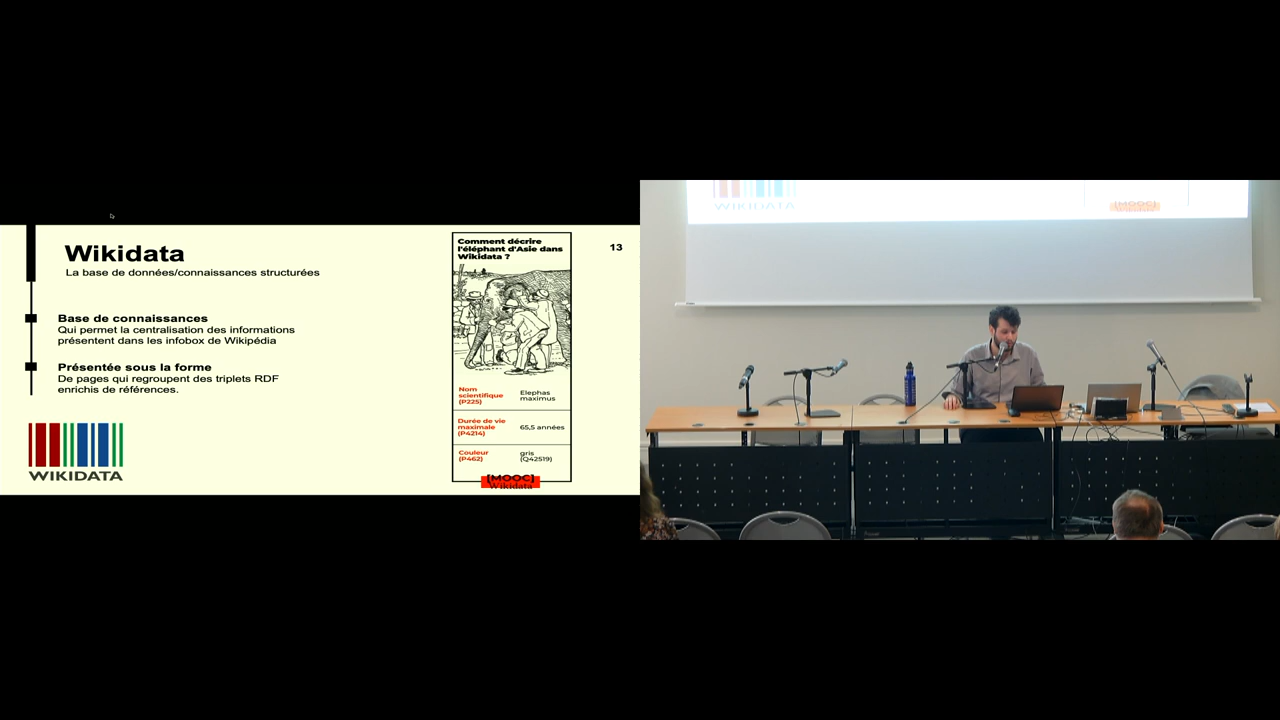 Wikidata
La base de données/connaissances structurées
Base de connaissances
Qui permet la centralisation des informations
présentent dans les infobox de Wikipédia
Présentée sous la forme
De pages qui regroupent des triplets RDF
enrichis de références.
WIKIDATA
Comment décrire
l'éléphant d'Asie dans
Wikidata ?
Nom
scientifique
(P225)
Elephas
maximus
Durée de vie
maximale
(P4214)
65,5 années
Couleur
(P462)
gris
(Q42519)
[MOOC]
Wikidata
13
WIKIDATA
[MOOC]